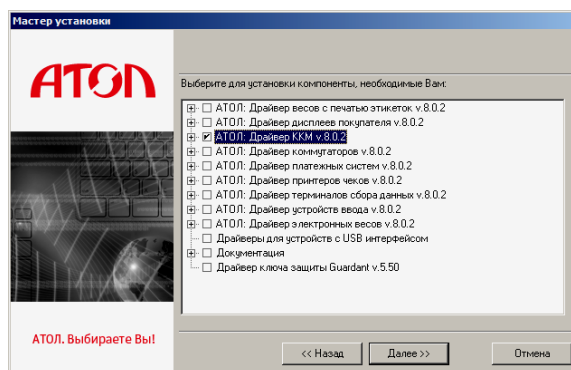 Мастер установки
АТОЛ
Выберите для установки компоненты, необходимые Вам:
АТОЛ: Драйвер весов с печатью этикеток v.8.0.2
АТОЛ: Драйвер дисплеев покупателя v.8.0.2
АТОЛ: Драйвер ККМ v.8.0.2
АТОЛ: Драйвер коммутаторов v.8.0.2
АТОЛ: Драйвер платежных систем v.8.0.2
АТОЛ: Драйвер принтеров чеков v.8.0.2
АТОЛ: Драйвер терминалов сбора данных v.8.0.2
АТОЛ: Драйвер устройств ввода v.8.0.2
АТОЛ: Драйвер электронных весов v.8.0.2
Драйверы для устройств с USB интерфейсом
Документация
Драйвер ключа защиты Guardant v.5.50
АТОЛ. Выбираете Вы!
<< Назад
Далее >>
Отмена